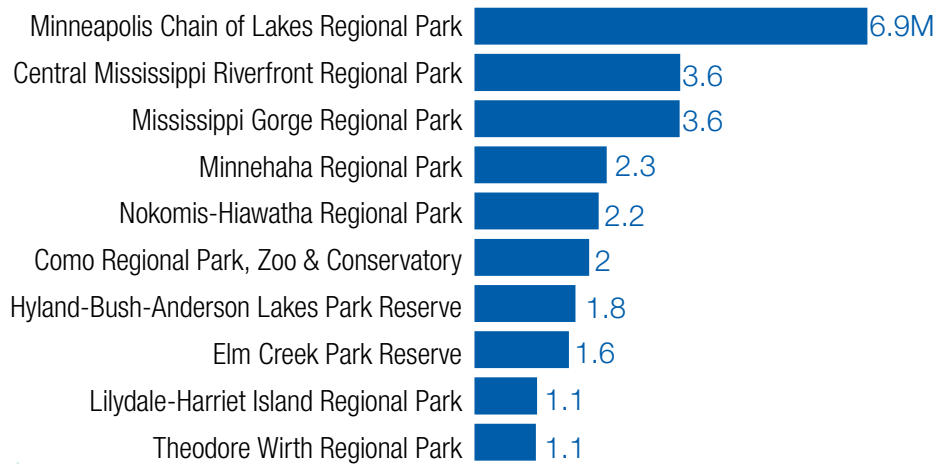 Minneapolis Chain of Lakes Regional Park 6.9M
Central Mississippi Riverfront Regional Park 3.6
Mississippi Gorge Regional Park 3.6
Minnehaha Regional Park 2.3
Nokomis-Hiawatha Regional Park 2.2
Como Regional Park, Zoo & Conservatory 2
Hyland-Bush-Anderson Lakes Park Reserve 1.8
Elm Creek Park Reserve 1.6
Lilydale-Harriet Island Regional Park 1.1
Theodore Wirth Regional Park 1.1